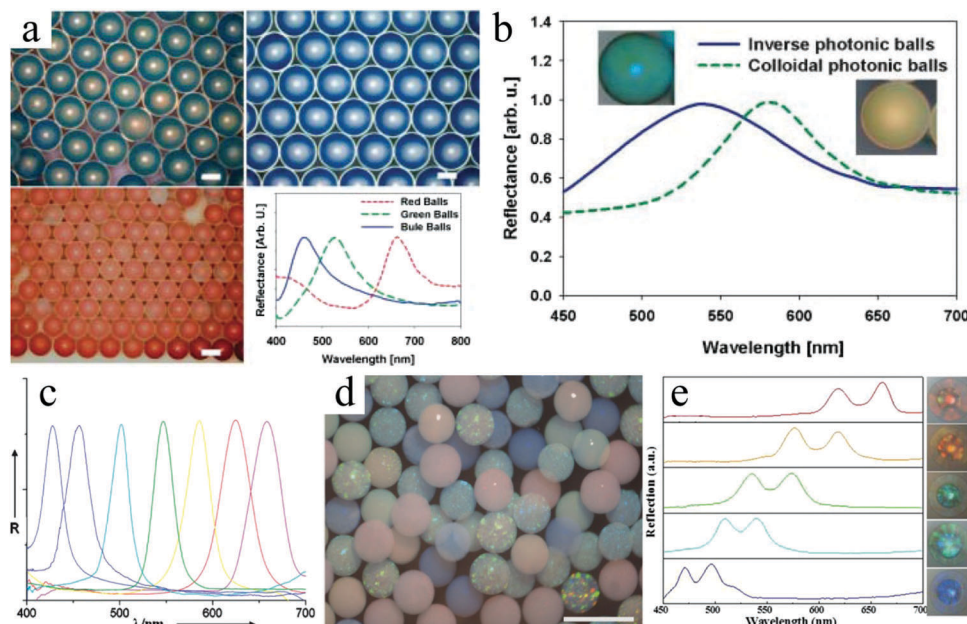 a
Red Balls
Green Balls
Bule Balls
Reflectance [Arb. U.]
400 500 600 700 800
Wavelength [nm]
b
Inverse photonic balls
Colloidal photonic balls
Reflectance [arb. u.]
1.4
1.2
1.0
0.8
0.6
0.4
0.2
0.0
450 500 550 600 650 700
Wavelength [nm]
c
R
400 500 600 700
λ/nm
d
e
Reflection (a.u.)
450 500 550 600 650 700
Wavelength (nm)